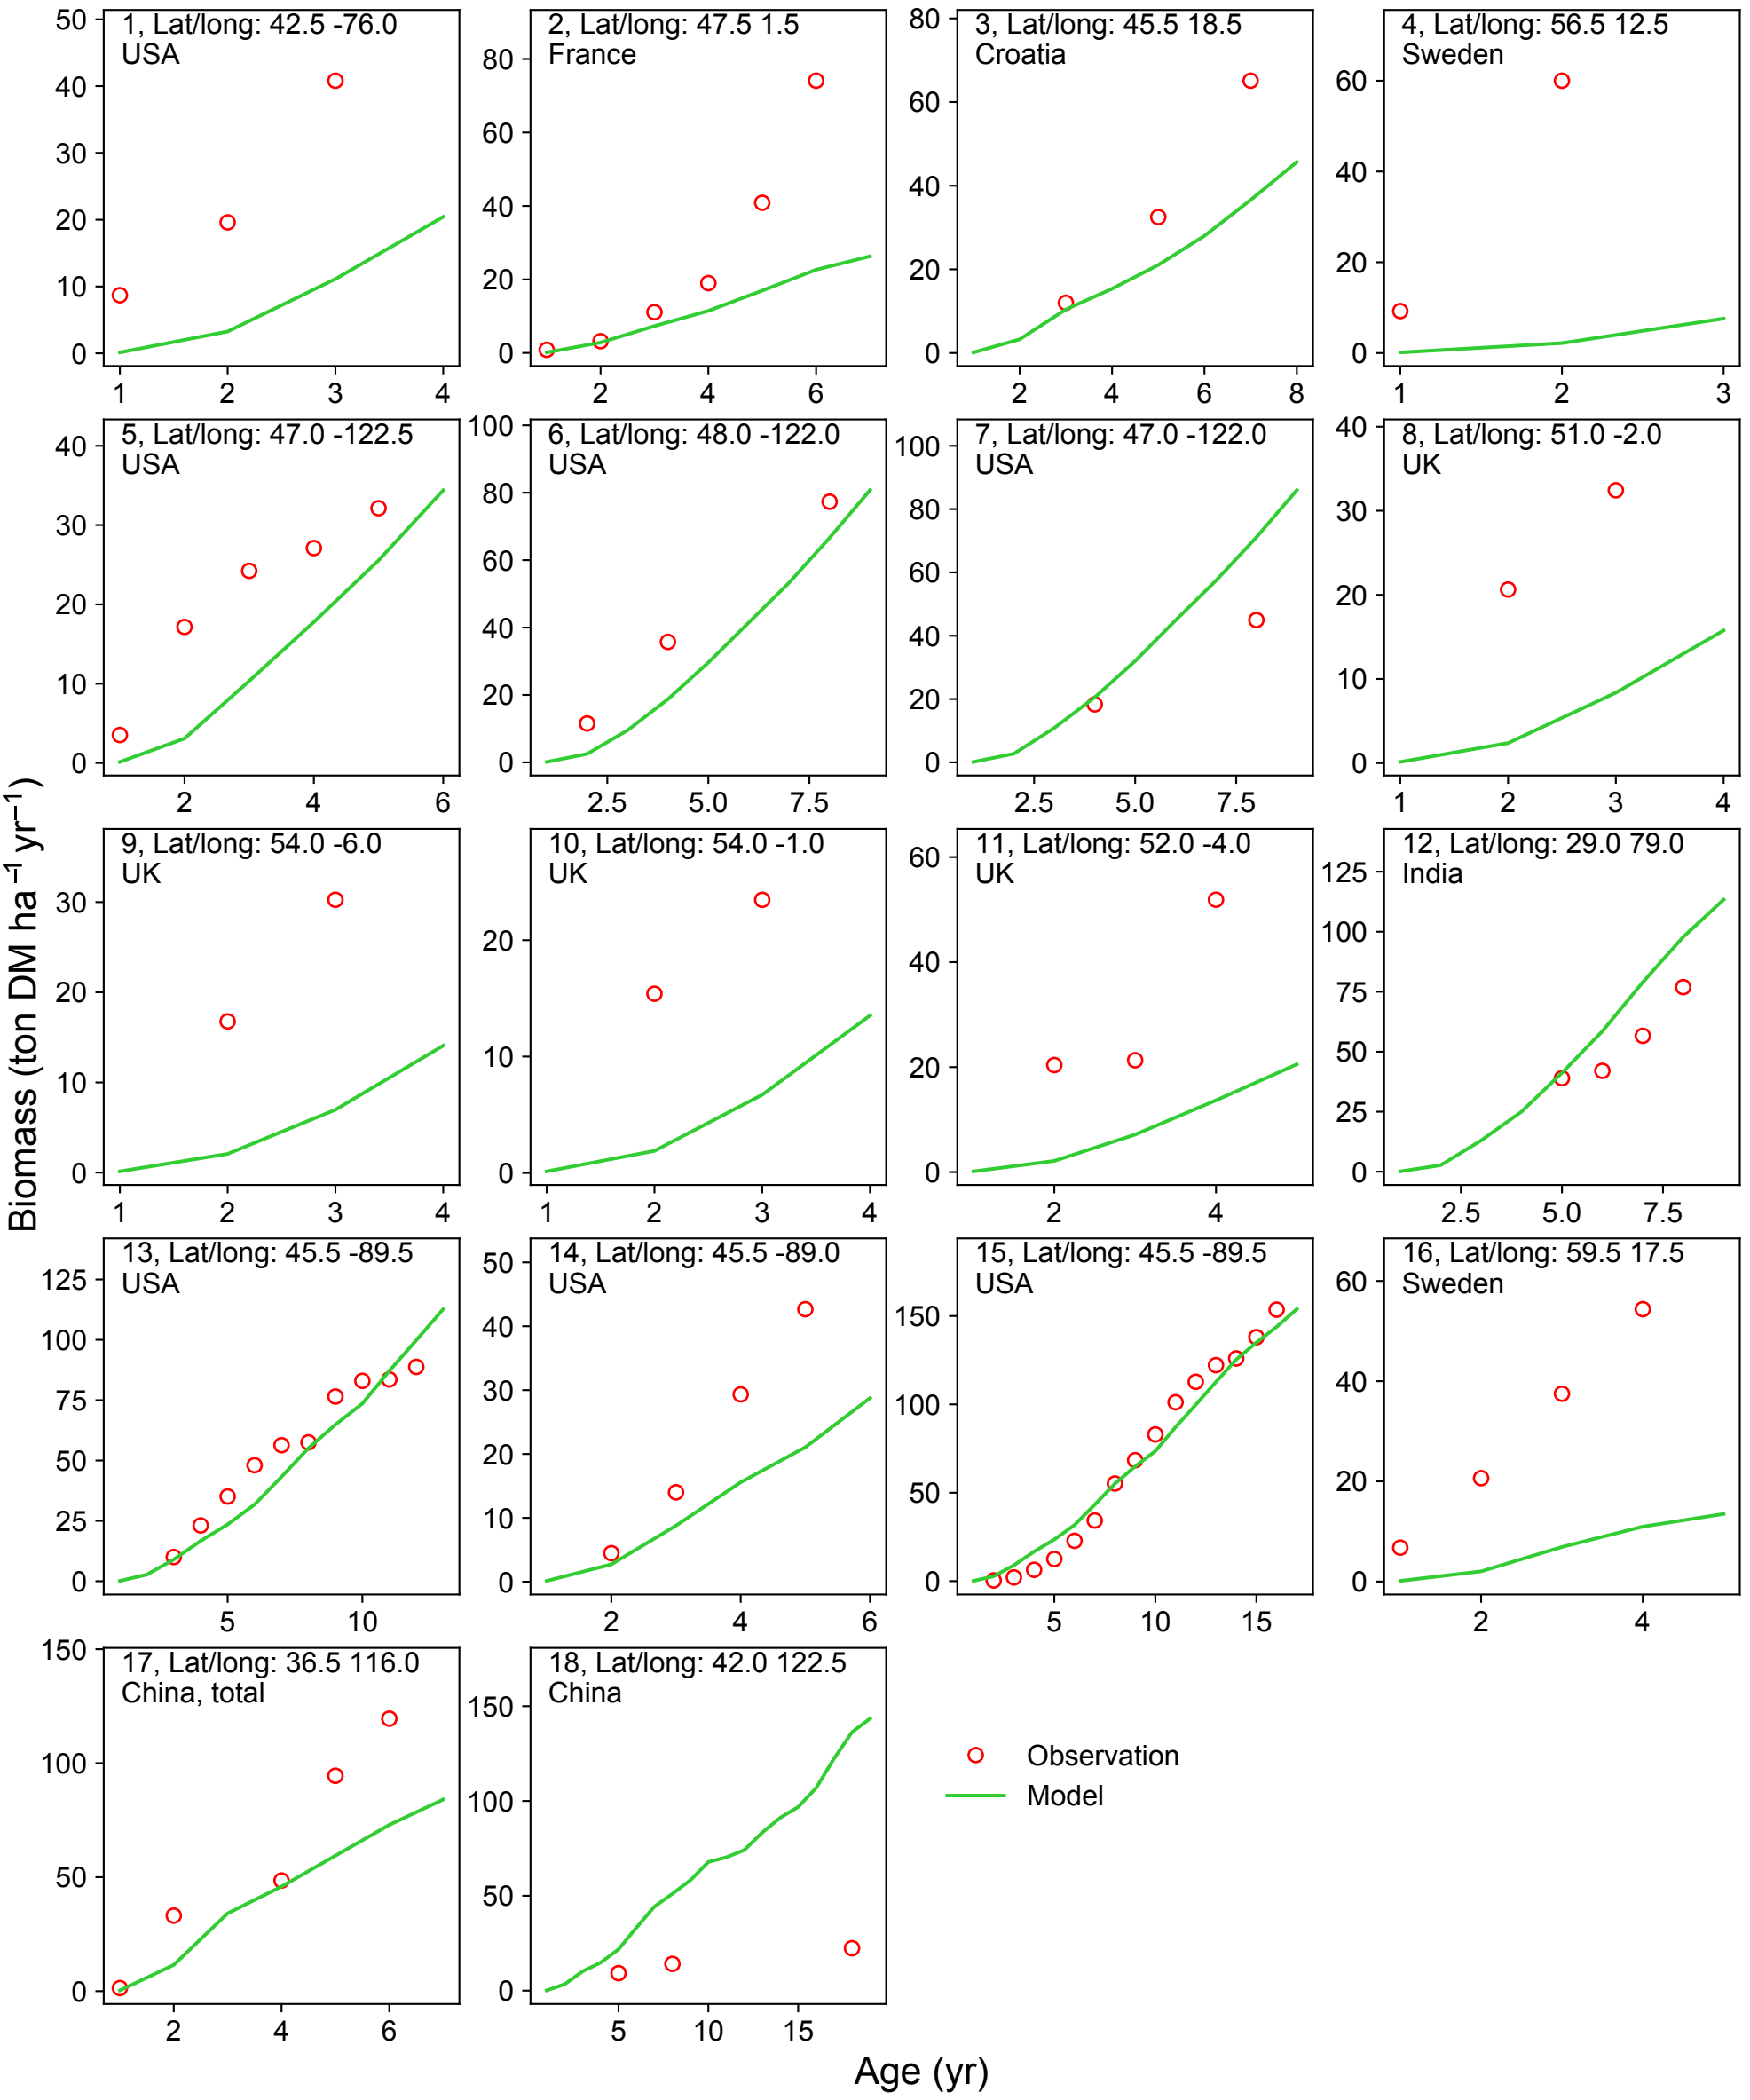 1, Lat/long: 42.5 -76.0
USA
50
40
30
20
10
0
1 2 3 4
2, Lat/long: 47.5 1.5
France
80
60
40
20
0
2 4 6
3, Lat/long: 45.5 18.5
Croatia
80
60
40
20
0
2 4 6 8
4, Lat/long: 56.5 12.5
Sweden
60
40
20
0
1 2 3
5, Lat/long: 47.0 -122.5
USA
40
30
20
10
0
2 4 6
6, Lat/long: 48.0 -122.0
USA
100
80
60
40
20
0
2.5 5.0 7.5
7, Lat/long: 47.0 -122.0
USA
100
80
60
40
20
0
2.5 5.0 7.5
8, Lat/long: 51.0 -2.0
UK
40
30
20
10
0
1 2 3 4
Biomass (ton DM ha⁻¹ yr⁻¹)
9, Lat/long: 54.0 -6.0
UK
30
20
10
0
1 2 3 4
10, Lat/long: 54.0 -1.0
UK
20
10
0
1 2 3 4
11, Lat/long: 52.0 -4.0
UK
60
40
20
0
2 4
12, Lat/long: 29.0 79.0
India
125
100
75
50
25
0
2.5 5.0 7.5
13, Lat/long: 45.5 -89.5
USA
125
100
75
50
25
0
5 10
14, Lat/long: 45.5 -89.0
USA
50
40
30
20
10
0
2 4 6
15, Lat/long: 45.5 -89.5
USA
150
100
50
0
5 10 15
16, Lat/long: 59.5 17.5
Sweden
60
40
20
0
2 4
17, Lat/long: 36.5 116.0
China, total
150
100
50
0
2 4 6
18, Lat/long: 42.0 122.5
China
150
100
50
0
5 10 15
Observation
Model
Age (yr)